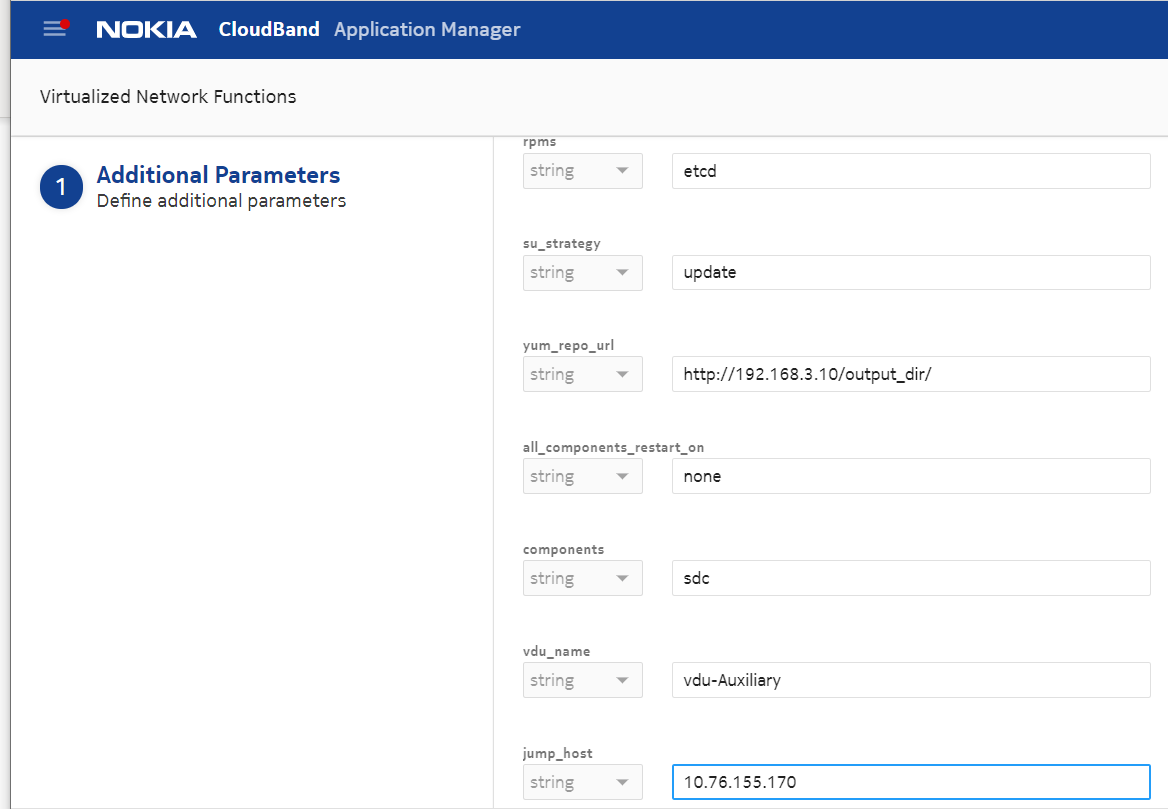 NOKIA CloudBand Application Manager
Virtualized Network Functions
1 Additional Parameters
Define additional parameters
rpms
string etcd
su_strategy
string update
yum_repo_url
string http://192.168.3.10/output_dir/
all_components_restart_on
string none
components
string sdc
vdu_name
string vdu-Auxiliary
jump_host
string 10.76.155.170